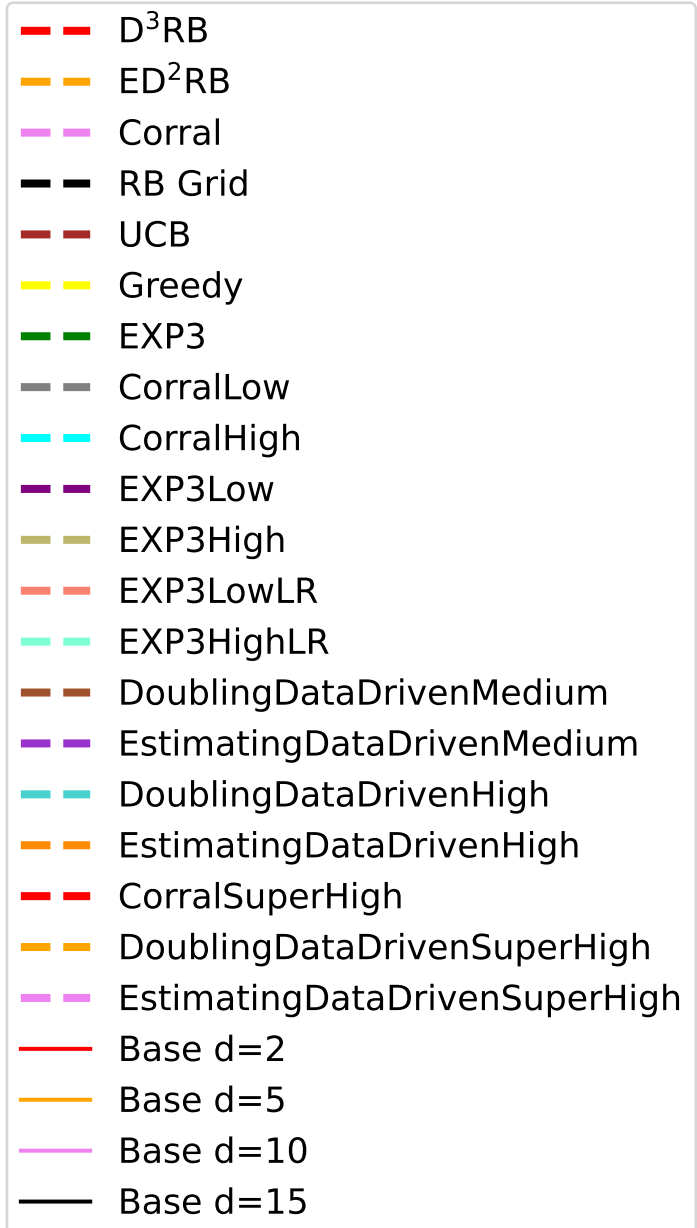 D³RB
ED²RB
Corral
RB Grid
UCB
Greedy
EXP3
CorralLow
CorralHigh
EXP3Low
EXP3High
EXP3LowLR
EXP3HighLR
DoublingDataDrivenMedium
EstimatingDataDrivenMedium
DoublingDataDrivenHigh
EstimatingDataDrivenHigh
CorralSuperHigh
DoublingDataDrivenSuperHigh
EstimatingDataDrivenSuperHigh
Base d=2
Base d=5
Base d=10
Base d=15